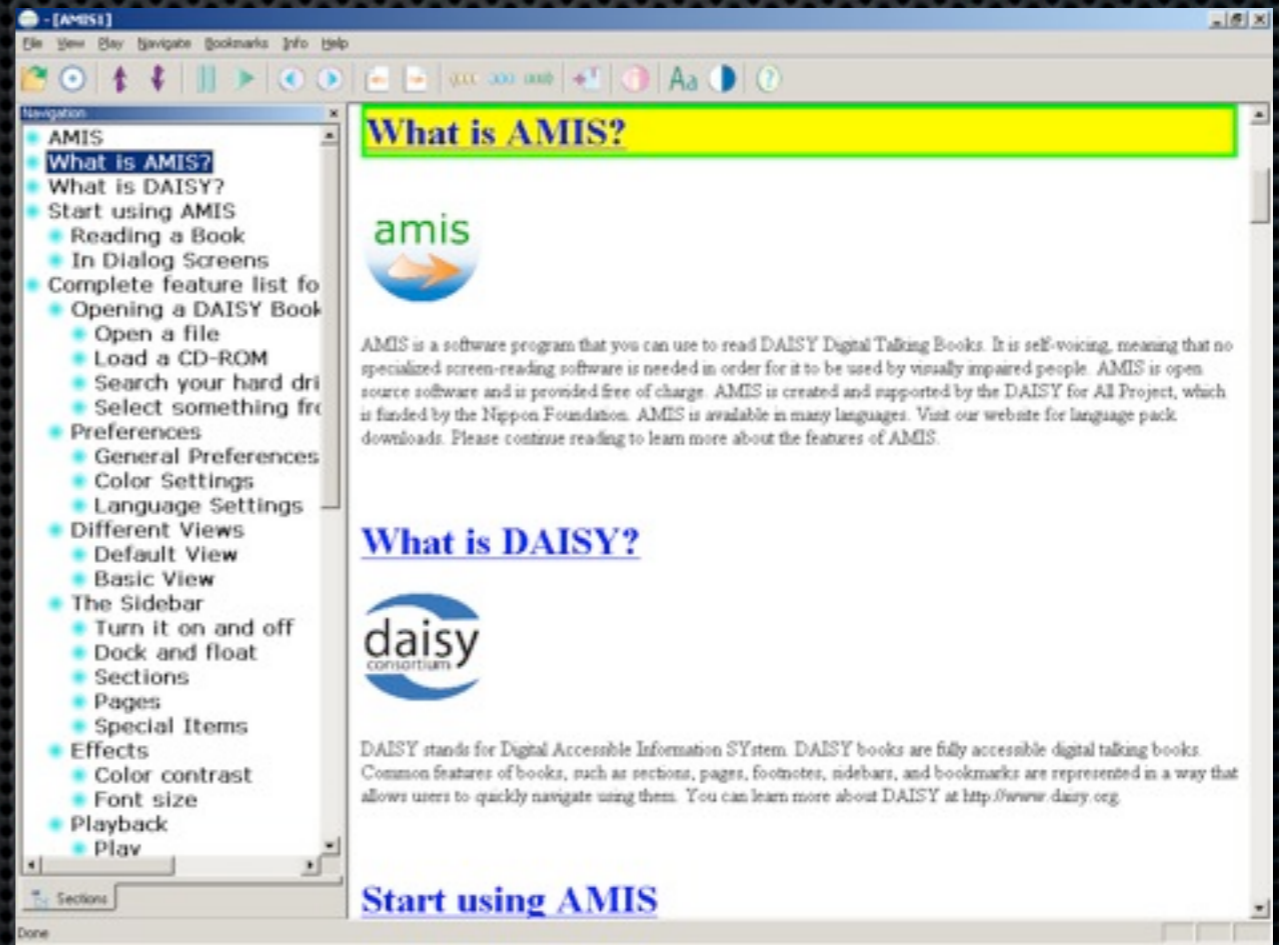 - [AMIS1]
File View Play Navigate Bookmarks Info Help
Aa
Navigation
AMIS
What is AMIS?
What is DAISY?
Start using AMIS
Reading a Book
In Dialog Screens
Complete feature list fo
Opening a DAISY Book
Open a file
Load a CD-ROM
Search your hard dri
Select something fro
Preferences
General Preferences
Color Settings
Language Settings
Different Views
Default View
Basic View
The Sidebar
Turn it on and off
Dock and float
Sections
Pages
Special Items
Effects
Color contrast
Font size
Playback
Play
Sections
Done
What is AMIS?
amis
AMIS is a software program that you can use to read DAISY Digital Talking Books. It is self-voicing, meaning that no
specialized screen-reading software is needed in order for it to be used by visually impaired people. AMIS is open
source software and is provided free of charge. AMIS is created and supported by the DAISY for All Project, which
is funded by the Nippon Foundation. AMIS is available in many languages. Visit our website for language pack
downloads. Please continue reading to learn more about the features of AMIS.
What is DAISY?
daisy
consortium
DAISY stands for Digital Accessible Information SYstem. DAISY books are fully accessible digital talking books.
Common features of books, such as sections, pages, footnotes, sidebars, and bookmarks are represented in a way that
allows users to quickly navigate using them. You can learn more about DAISY at http://www.daisy.org.
Start using AMIS